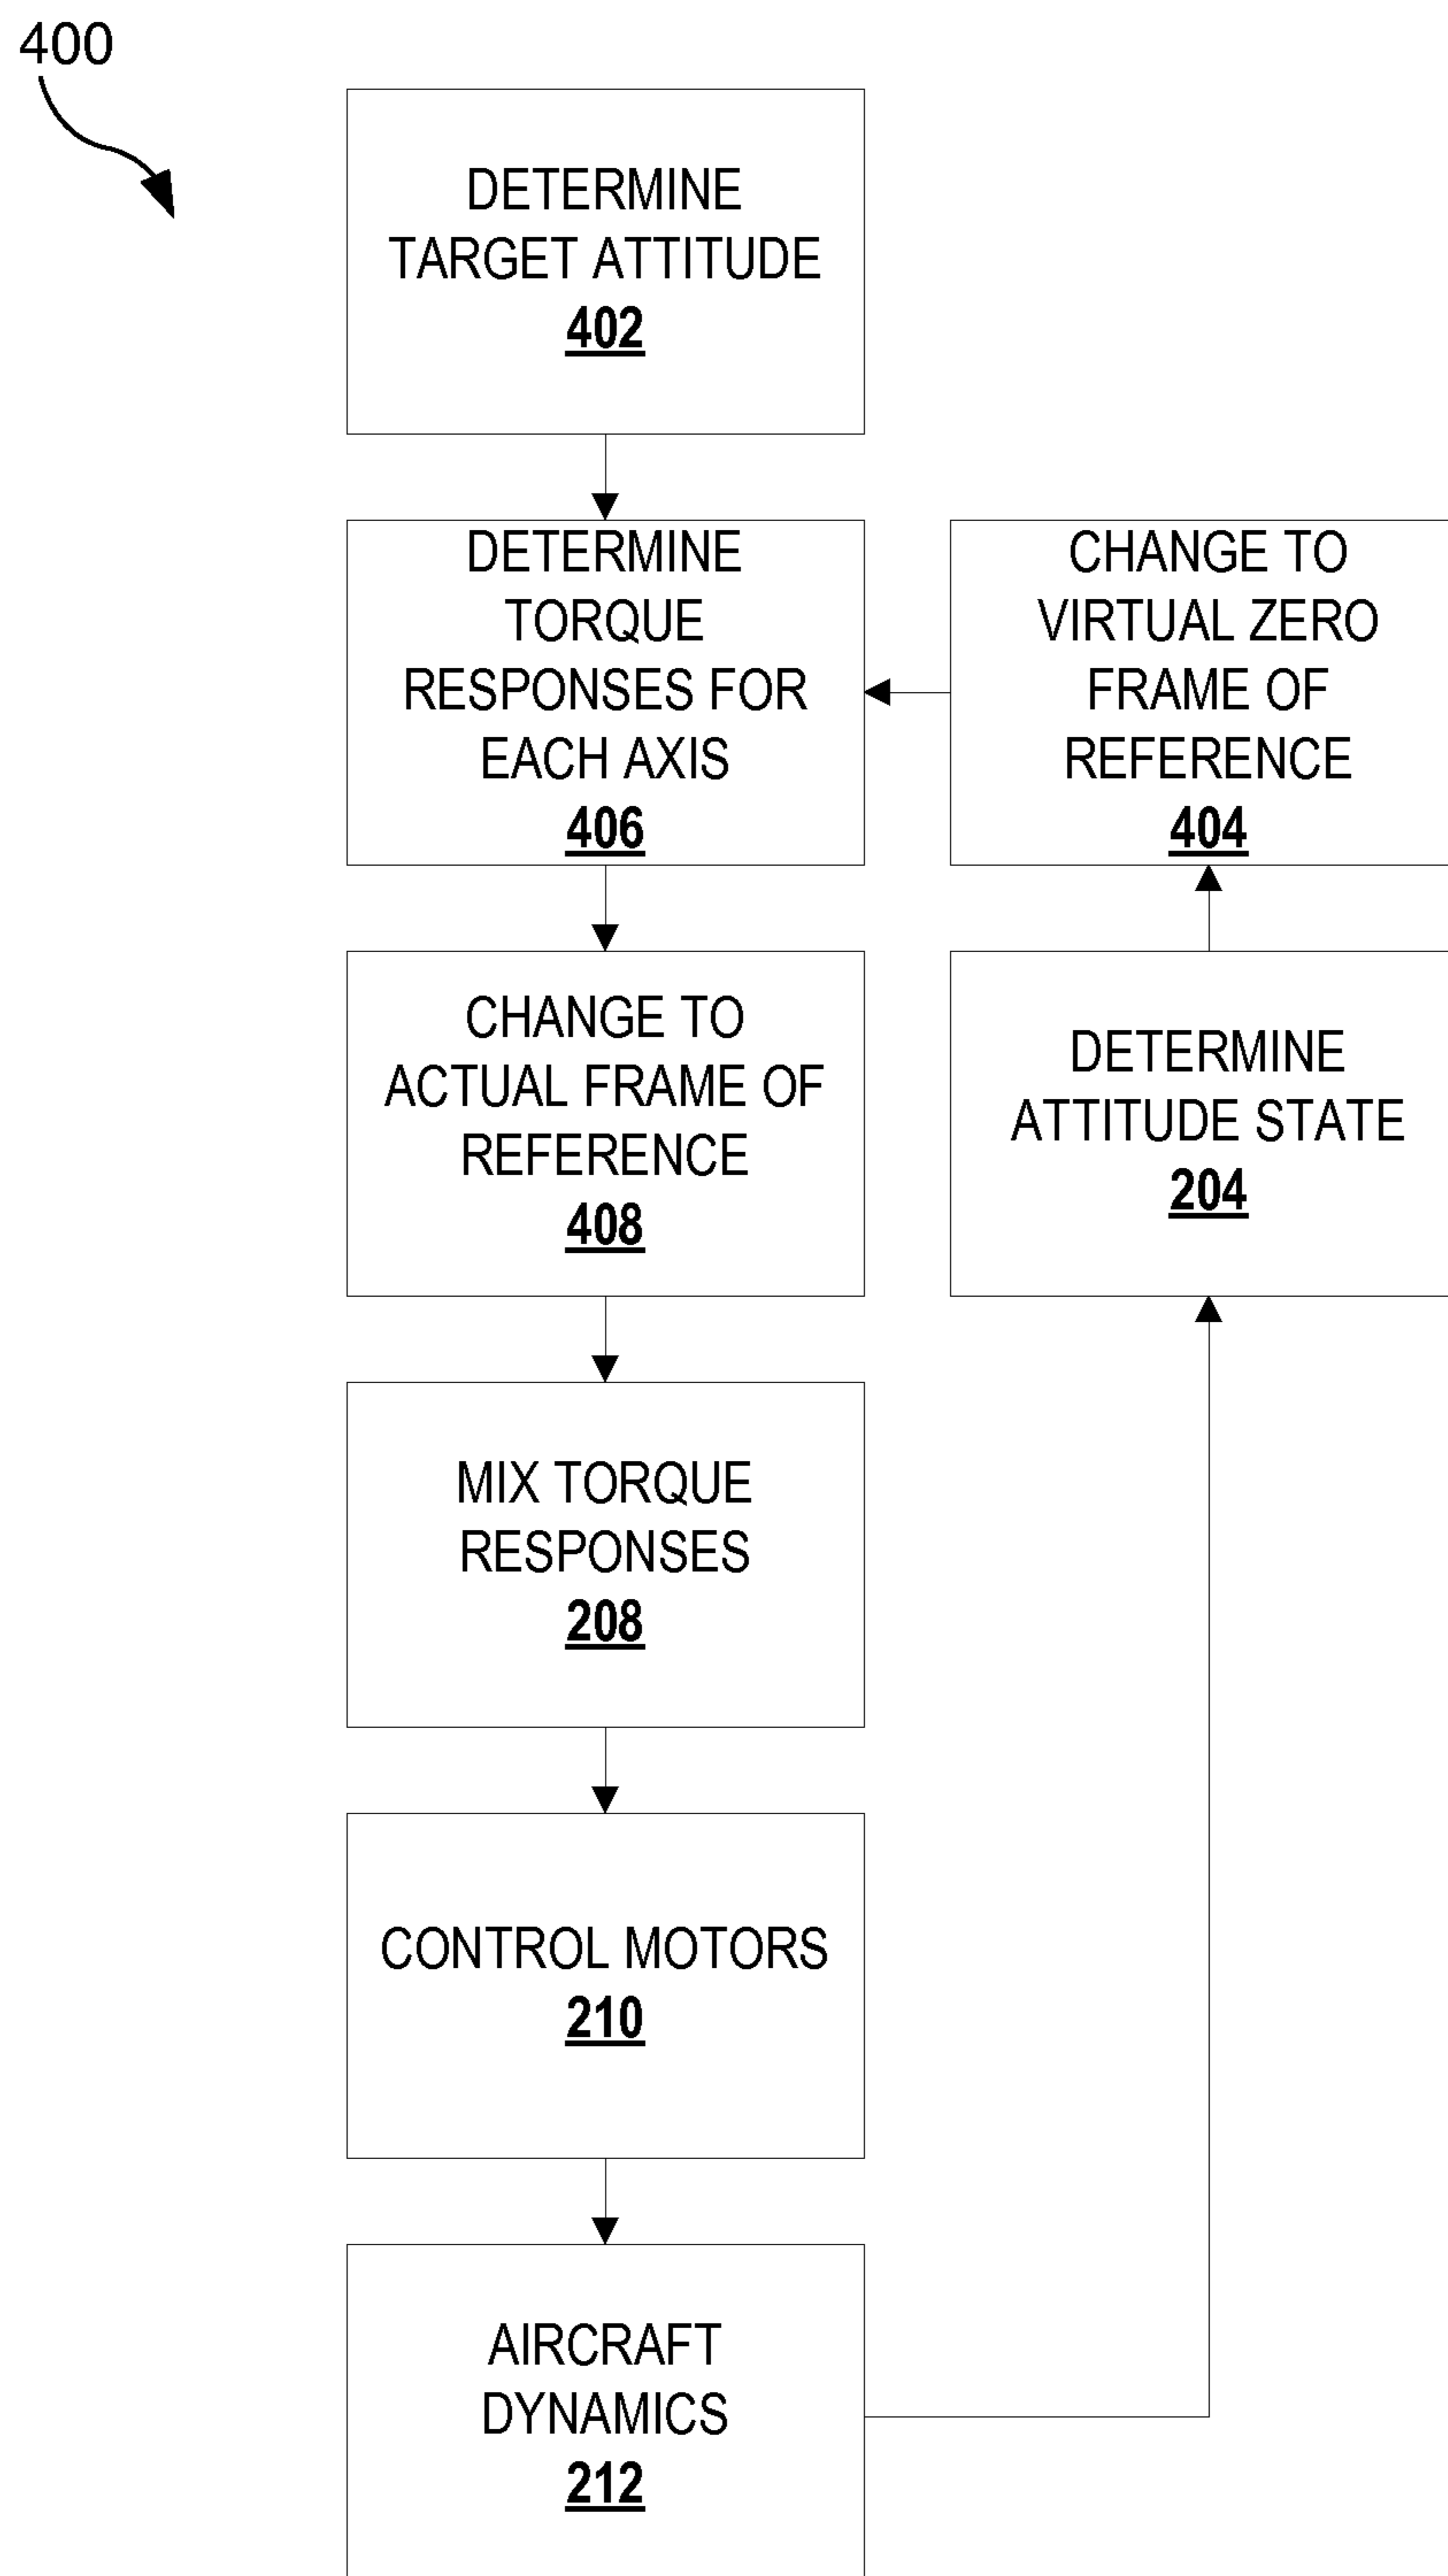 400
DETERMINE
TARGET ATTITUDE
402
DETERMINE
TORQUE
RESPONSES FOR
EACH AXIS
406
CHANGE TO
VIRTUAL ZERO
FRAME OF
REFERENCE
404
CHANGE TO
ACTUAL FRAME OF
REFERENCE
408
DETERMINE
ATTITUDE STATE
204
MIX TORQUE
RESPONSES
208
CONTROL MOTORS
210
AIRCRAFT
DYNAMICS
212